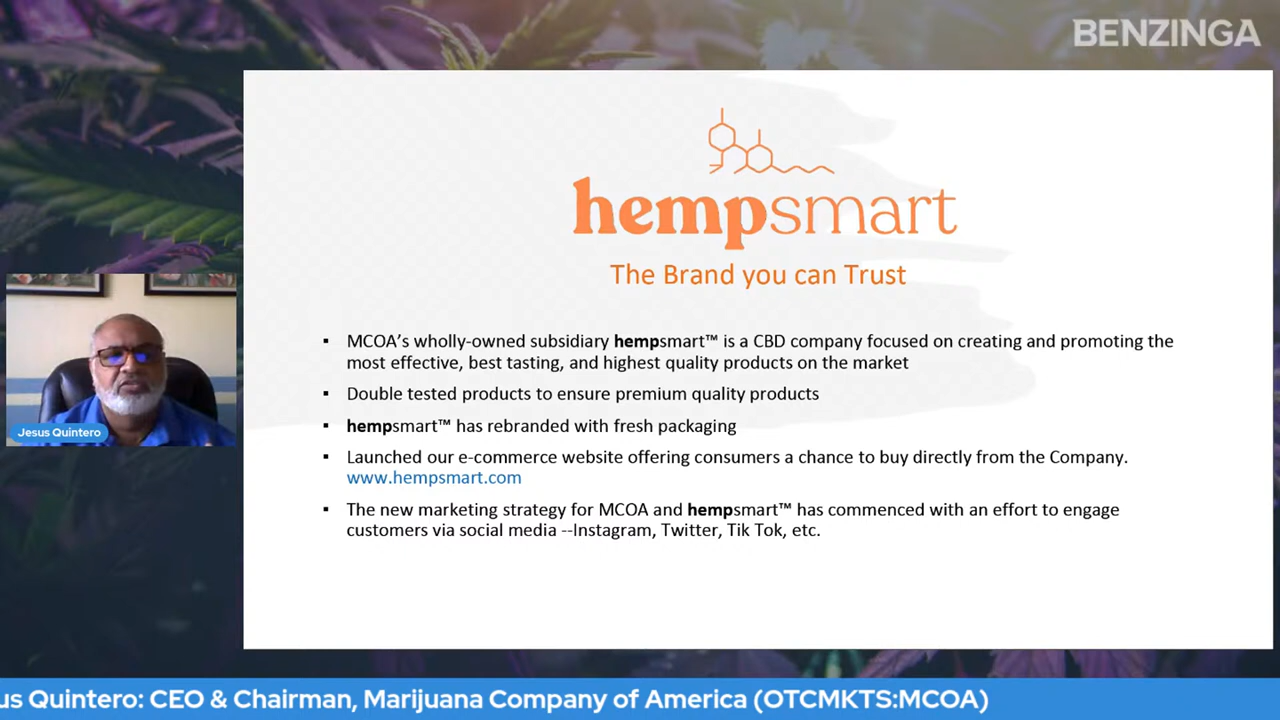 BENZINGA
hempsmart
The Brand you can Trust
▪ MCOA's wholly-owned subsidiary hempsmart™ is a CBD company focused on creating and promoting the
most effective, best tasting, and highest quality products on the market
▪ Double tested products to ensure premium quality products
▪ hempsmart™ has rebranded with fresh packaging
▪ Launched our e-commerce website offering consumers a chance to buy directly from the Company.
www.hempsmart.com
▪ The new marketing strategy for MCOA and hempsmart™ has commenced with an effort to engage
customers via social media --Instagram, Twitter, Tik Tok, etc.
Jesus Quintero
us Quintero: CEO & Chairman, Marijuana Company of America (OTCMKTS:MCOA)